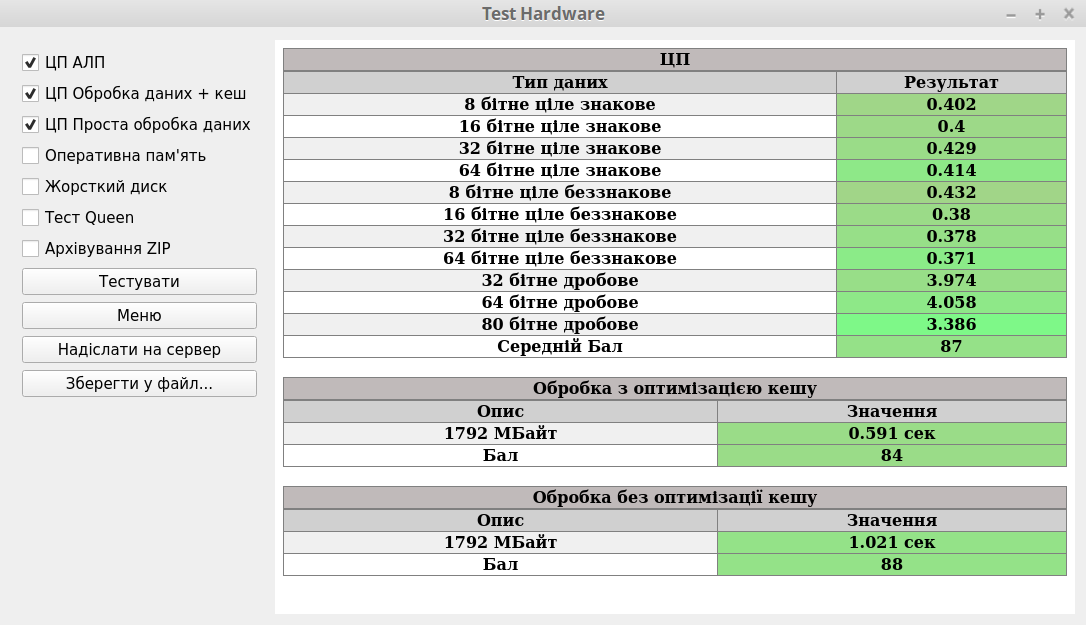 Test Hardware
ЦП АЛП
ЦП Обробка даних + кеш
ЦП Проста обробка даних
Оперативна пам'ять
Жорсткий диск
Тест Queen
Архівування ZIP
Тестувати
Меню
Надіслати на сервер
Зберегти у файл...
ЦП
Тип даних Результат
8 бітне ціле знакове 0.402
16 бітне ціле знакове 0.4
32 бітне ціле знакове 0.429
64 бітне ціле знакове 0.414
8 бітне ціле беззнакове 0.432
16 бітне ціле беззнакове 0.38
32 бітне ціле беззнакове 0.378
64 бітне ціле беззнакове 0.371
32 бітне дробове 3.974
64 бітне дробове 4.058
80 бітне дробове 3.386
Середній Бал 87
Обробка з оптимізацією кешу
Опис Значення
1792 МБайт 0.591 сек
Бал 84
Обробка без оптимізації кешу
Опис Значення
1792 МБайт 1.021 сек
Бал 88